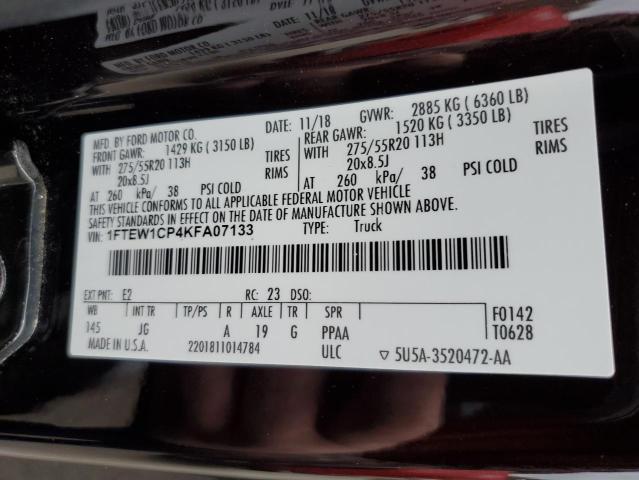 MFD. BY FORD MOTOR CO.
DATE: 11/18 GVWR: 2885 KG ( 6360 LB)
FRONT GAWR: 1429 KG ( 3150 LB)
REAR GAWR: 1520 KG ( 3350 LB)
WITH 275/55R20 113H TIRES
WITH 275/55R20 113H TIRES
20x8.5J RIMS
20x8.5J RIMS
AT 260 kPa/ 38 PSI COLD
AT 260 kPa/ 38 PSI COLD
THIS VEHICLE CONFORMS TO ALL APPLICABLE FEDERAL MOTOR VEHICLE
SAFETY STANDARDS IN EFFECT ON THE DATE OF MANUFACTURE SHOWN ABOVE.
VIN: 1FTEW1CP4KFA07133 TYPE: Truck
EXT PNT: E2 RC: 23 DSO:
WB INT TR TP/PS R AXLE TR SPR
F0142
145 JG A 19 G PPAA
T0628
MADE IN U.S.A. 2201811014784 ULC
▽ 5U5A-3520472-AA